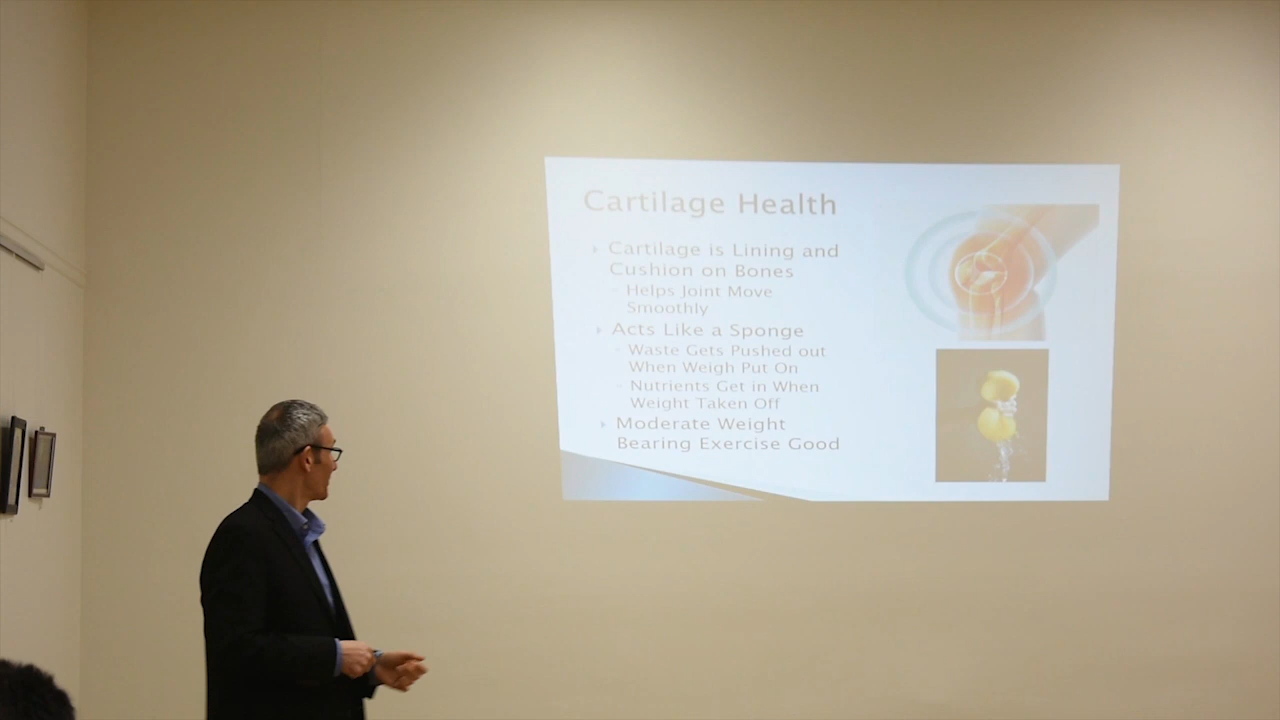 Cartilage Health
Cartilage is Lining and
Cushion on Bones
Helps Joint Move
Smoothly
Acts Like a Sponge
Waste Gets Pushed out
When Weigh Put On
Nutrients Get in When
Weight Taken Off
Moderate Weight
Bearing Exercise Good